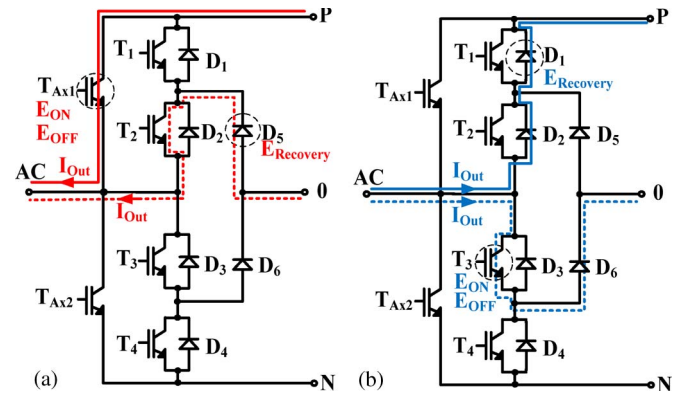 P
T1
D1
TAx1
EON
EOFF
T2
D2
D5
ERecovery
AC
IOut
0
IOut
T3
D3
D6
TAx2
T4
D4
(a)
N
P
T1
D1
ERecovery
TAx1
T2
D2
D5
AC
IOut
0
IOut
T3
D3
D6
EON
EOFF
TAx2
T4
D4
(b)
N